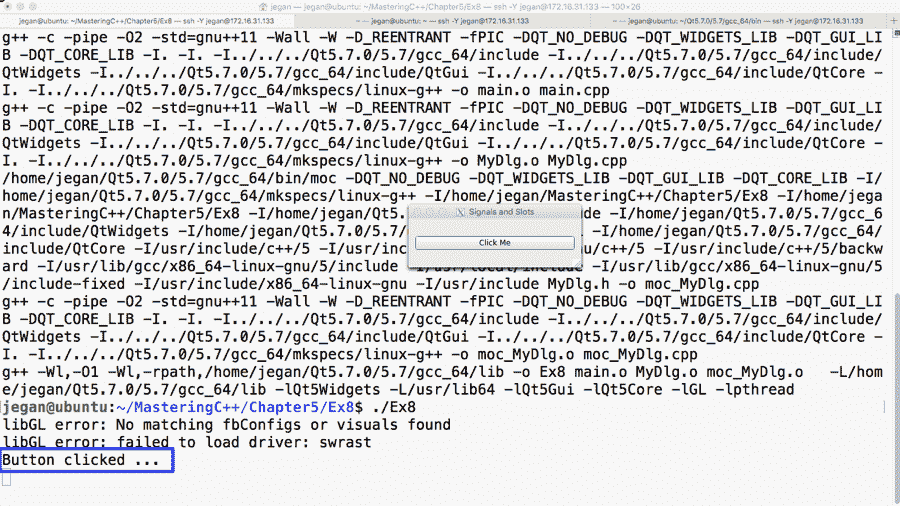 jegan — jegan@ubuntu: ~/MasteringC++/Chapter5/Ex8 — ssh -Y jegan@172.16.31.133 — 100×26
jegan@ubuntu: ~/MasteringC++/Chapter5/Ex8 — ssh -Y jegan@172.16.31.133
jegan@ubuntu: ~ — ssh -Y jegan@172.16.31.133
jegan@ubuntu: ~/Qt5.7.0/5.7/gcc_64/bin — ssh -Y jegan@172.16.31.133
g++ -c -pipe -O2 -std=gnu++11 -Wall -W -D_REENTRANT -fPIC -DQT_NO_DEBUG -DQT_WIDGETS_LIB -DQT_GUI_LI
B -DQT_CORE_LIB -I. -I. -I../../../Qt5.7.0/5.7/gcc_64/include -I../../../Qt5.7.0/5.7/gcc_64/include/
QtWidgets -I../../../Qt5.7.0/5.7/gcc_64/include/QtGui -I../../../Qt5.7.0/5.7/gcc_64/include/QtCore -
I. -I../../../Qt5.7.0/5.7/gcc_64/mkspecs/linux-g++ -o main.o main.cpp
g++ -c -pipe -O2 -std=gnu++11 -Wall -W -D_REENTRANT -fPIC -DQT_NO_DEBUG -DQT_WIDGETS_LIB -DQT_GUI_LI
B -DQT_CORE_LIB -I. -I. -I../../../Qt5.7.0/5.7/gcc_64/include -I../../../Qt5.7.0/5.7/gcc_64/include/
QtWidgets -I../../../Qt5.7.0/5.7/gcc_64/include/QtGui -I../../../Qt5.7.0/5.7/gcc_64/include/QtCore -
I. -I../../../Qt5.7.0/5.7/gcc_64/mkspecs/linux-g++ -o MyDlg.o MyDlg.cpp
/home/jegan/Qt5.7.0/5.7/gcc_64/bin/moc -DQT_NO_DEBUG -DQT_WIDGETS_LIB -DQT_GUI_LIB -DQT_CORE_LIB -I/
home/jegan/Qt5.7.0/5.7/gcc_64/mkspecs/linux-g++ -I/home/jegan/MasteringC++/Chapter5/Ex8 -I/home/jega
n/MasteringC++/Chapter5/Ex8 -I/home/jegan/Qt5. Signals and Slots ude -I/home/jegan/Qt5.7.0/5.7/gcc_6
4/include/QtWidgets -I/home/jegan/Qt5.7.0/5.7/ -I/home/jegan/Qt5.7.0/5.7/gcc_64/
include/QtCore -I/usr/include/c++/5 -I/usr/inc Click Me u/c++/5 -I/usr/include/c++/5/backw
ard -I/usr/lib/gcc/x86_64-linux-gnu/5/include -I/usr/local/include -I/usr/lib/gcc/x86_64-linux-gnu/5
/include-fixed -I/usr/include/x86_64-linux-gnu -I/usr/include MyDlg.h -o moc_MyDlg.cpp
g++ -c -pipe -O2 -std=gnu++11 -Wall -W -D_REENTRANT -fPIC -DQT_NO_DEBUG -DQT_WIDGETS_LIB -DQT_GUI_LI
B -DQT_CORE_LIB -I. -I. -I../../../Qt5.7.0/5.7/gcc_64/include -I../../../Qt5.7.0/5.7/gcc_64/include/
QtWidgets -I../../../Qt5.7.0/5.7/gcc_64/include/QtGui -I../../../Qt5.7.0/5.7/gcc_64/include/QtCore -
I. -I../../../Qt5.7.0/5.7/gcc_64/mkspecs/linux-g++ -o moc_MyDlg.o moc_MyDlg.cpp
g++ -Wl,-O1 -Wl,-rpath,/home/jegan/Qt5.7.0/5.7/gcc_64/lib -o Ex8 main.o MyDlg.o moc_MyDlg.o -L/hom
e/jegan/Qt5.7.0/5.7/gcc_64/lib -lQt5Widgets -L/usr/lib64 -lQt5Gui -lQt5Core -lGL -lpthread
jegan@ubuntu:~/MasteringC++/Chapter5/Ex8$ ./Ex8
libGL error: No matching fbConfigs or visuals found
libGL error: failed to load driver: swrast
Button clicked ...